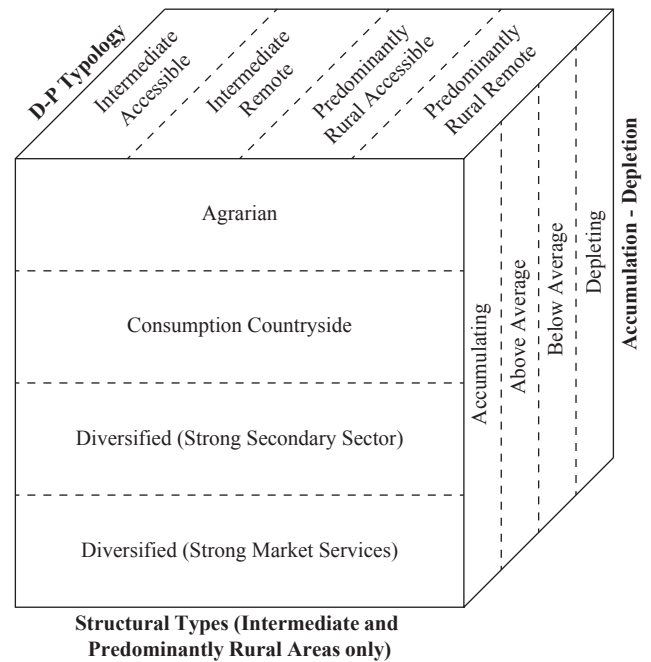 D-P Typology
Intermediate
Accessible
Intermediate
Remote
Predominantly
Rural Accessible
Predominantly
Rural Remote
Agrarian
Consumption Countryside
Diversified (Strong Secondary Sector)
Diversified (Strong Market Services)
Accumulating
Above Average
Below Average
Depleting
Accumulation - Depletion
Structural Types (Intermediate and
Predominantly Rural Areas only)